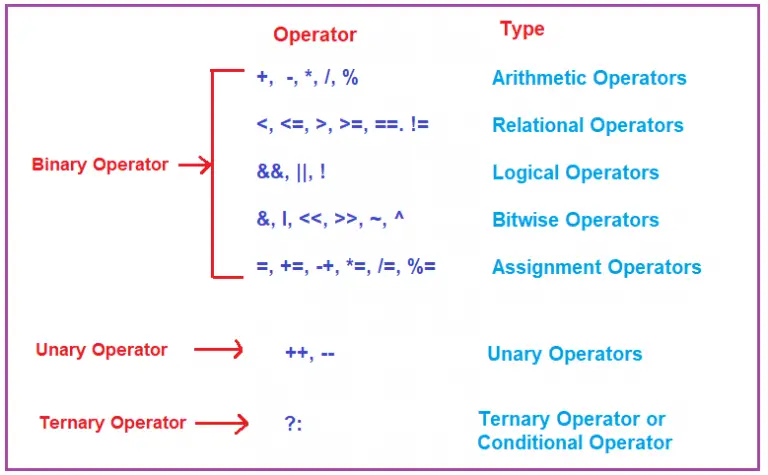 Operator Type
+, -, *, /, % Arithmetic Operators
<, <=, >, >=, ==. != Relational Operators
Binary Operator
&&, ||, ! Logical Operators
&, I, <<, >>, ~, ^ Bitwise Operators
=, +=, -+, *=, /=, %= Assignment Operators
Unary Operator ++, -- Unary Operators
Ternary Operator ?: Ternary Operator or
Conditional Operator